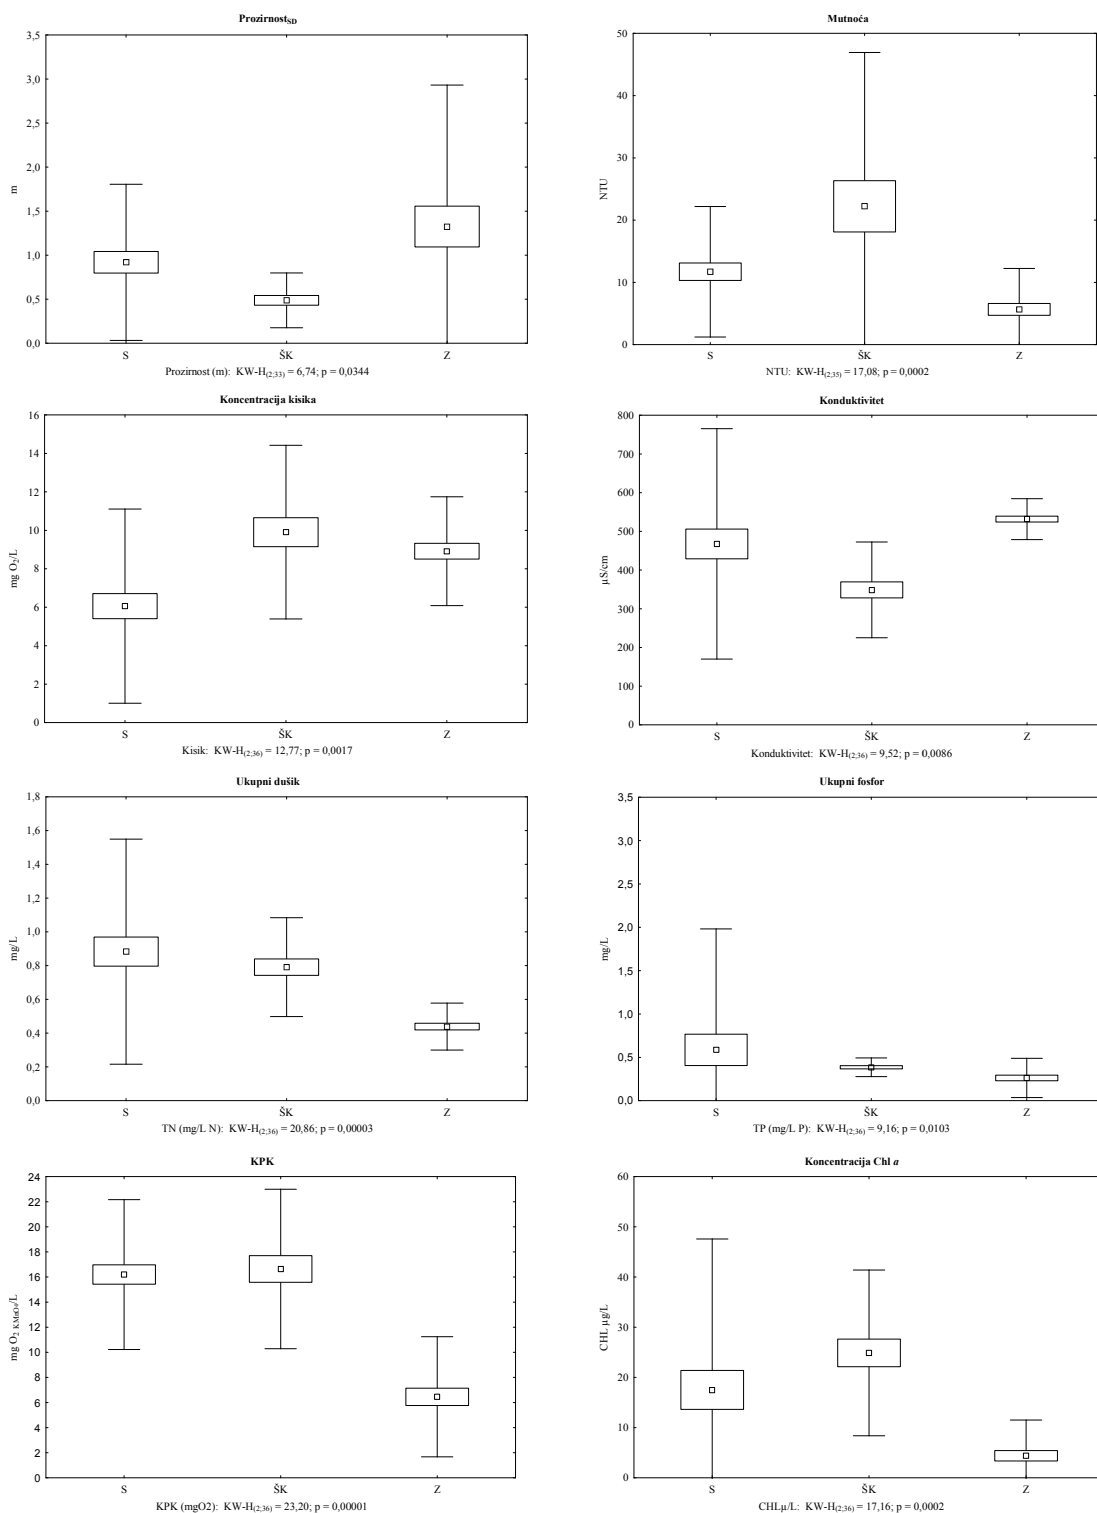 Prozirnost_SD
3,5
3,0
2,5
2,0
1,5
1,0
0,5
0,0
m
S ŠK Z
Prozirnost (m): KW-H(2;33) = 6,74; p = 0,0344
Mutnoća
50
40
30
20
10
0
NTU
S ŠK Z
NTU: KW-H(2;35) = 17,08; p = 0,0002
Koncentracija kisika
16
14
12
10
8
6
4
2
0
mg O2/L
S ŠK Z
Kisik: KW-H(2;36) = 12,77; p = 0,0017
Konduktivitet
800
700
600
500
400
300
200
100
0
µS/cm
S ŠK Z
Konduktivitet: KW-H(2;36) = 9,52; p = 0,0086
Ukupni dušik
1,8
1,6
1,4
1,2
1,0
0,8
0,6
0,4
0,2
0,0
mg/L
S ŠK Z
TN (mg/L N): KW-H(2;36) = 20,86; p = 0,00003
Ukupni fosfor
3,5
3,0
2,5
2,0
1,5
1,0
0,5
0,0
mg/L
S ŠK Z
TP (mg/L P): KW-H(2;36) = 9,16; p = 0,0103
KPK
24
22
20
18
16
14
12
10
8
6
4
2
0
mg O2 KMnO4/L
S ŠK Z
KPK (mgO2): KW-H(2;36) = 23,20; p = 0,00001
Koncentracija Chl a
60
50
40
30
20
10
0
CHL µg/L
S ŠK Z
CHLµ/L: KW-H(2;36) = 17,16; p = 0,0002